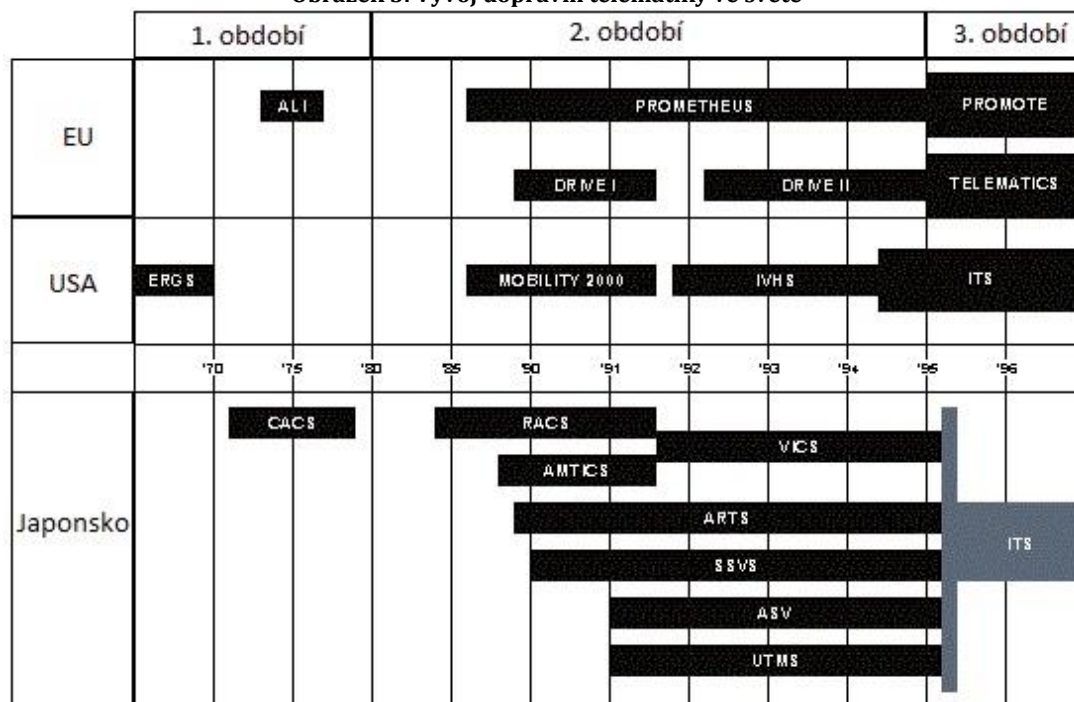 1. období 2. období 3. období
EU
ALI PROMETHEUS PROMOTE
DRIVE I DRIVE II TELEMATICS
USA
ERGS MOBILITY 2000 IVHS ITS
'70 '75 '80 '85 '90 '91 '92 '93 '94 '95 '96
Japonsko
CACS RACS
VICS
AMTICS
ARTS
ITS
SSVS
ASV
UTMS